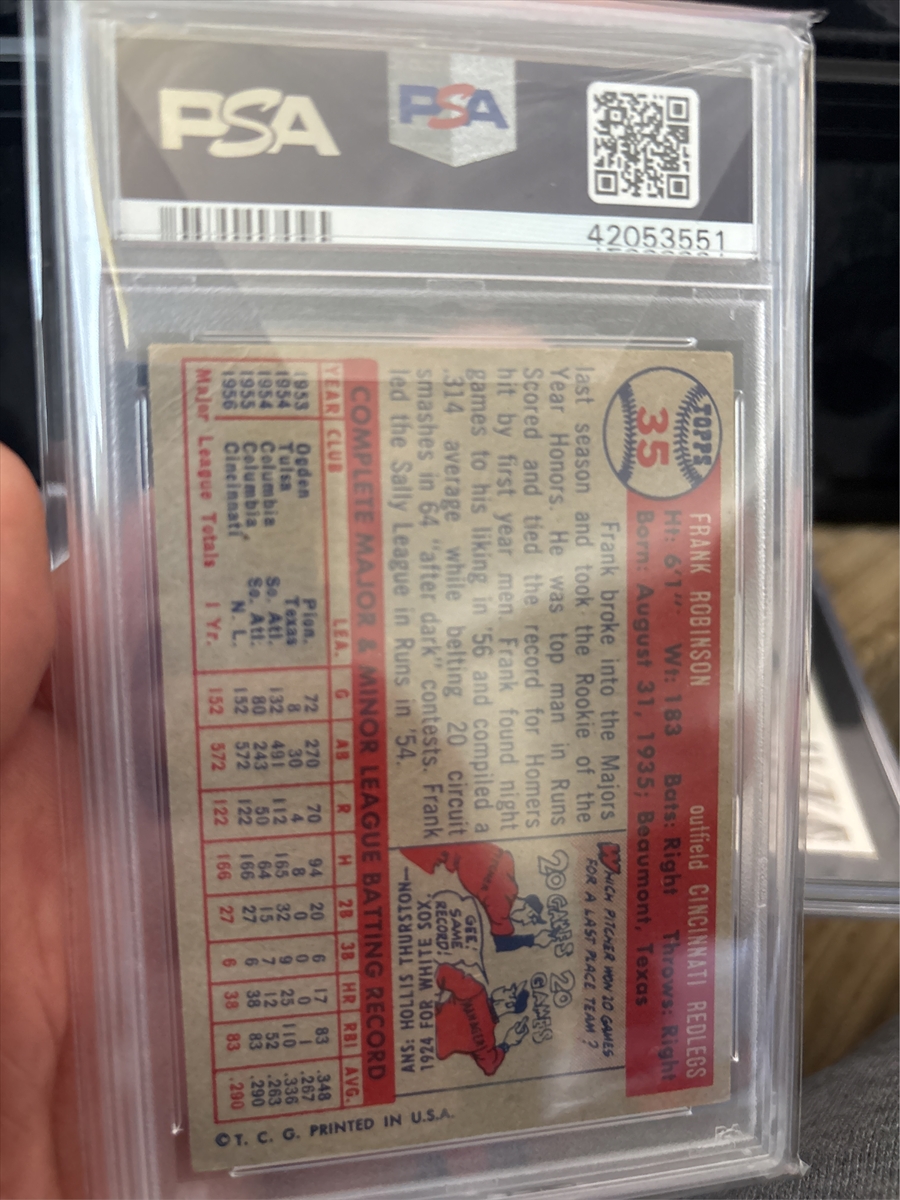 PSA
PSA
42053551
TOPPS
35
FRANK ROBINSON outfield CINCINNATI REDLEGS
Ht: 6'1" Wt: 183 Bats: Right Throws: Right
Born: August 31, 1935; Beaumont, Texas
Frank broke into the Majors
last season and took the Rookie of the
Year Honors. He was top man in Runs
Scored and tied the record for Homers
hit by first year men. Frank found night
games to his liking in '56 and compiled a
.314 average while belting 20 circuit
smashes in 64 "after dark" contests. Frank
led the Sally League in Runs in '54.
WHICH PITCHER WON 20 GAMES
FOR A LAST PLACE TEAM?
20 GAMES 20 GAMES
GEE!
SAME
RECORD!
ANS: HOLLIS THURSTON—
1924 FOR WHITE SOX.
COMPLETE MAJOR & MINOR LEAGUE BATTING RECORD
YEAR CLUB LEA. G AB R H 2B 3B HR RBI AVG.
1953 Ogden Pion. 72 270 70 94 20 6 17 83 .348
1954 Tulsa Texas 8 30 4 8 0 0 0 1 .267
1954 Columbia So. Atl. 132 491 112 165 32 9 25 110 .336
1955 Columbia So. Atl. 80 243 50 64 15 7 12 52 .263
1956 Cincinnati N. L. 152 572 122 166 27 6 38 83 .290
Major League Totals 1 Yr. 152 572 122 166 27 6 38 83 .290
©T. C. G. PRINTED IN U.S.A.